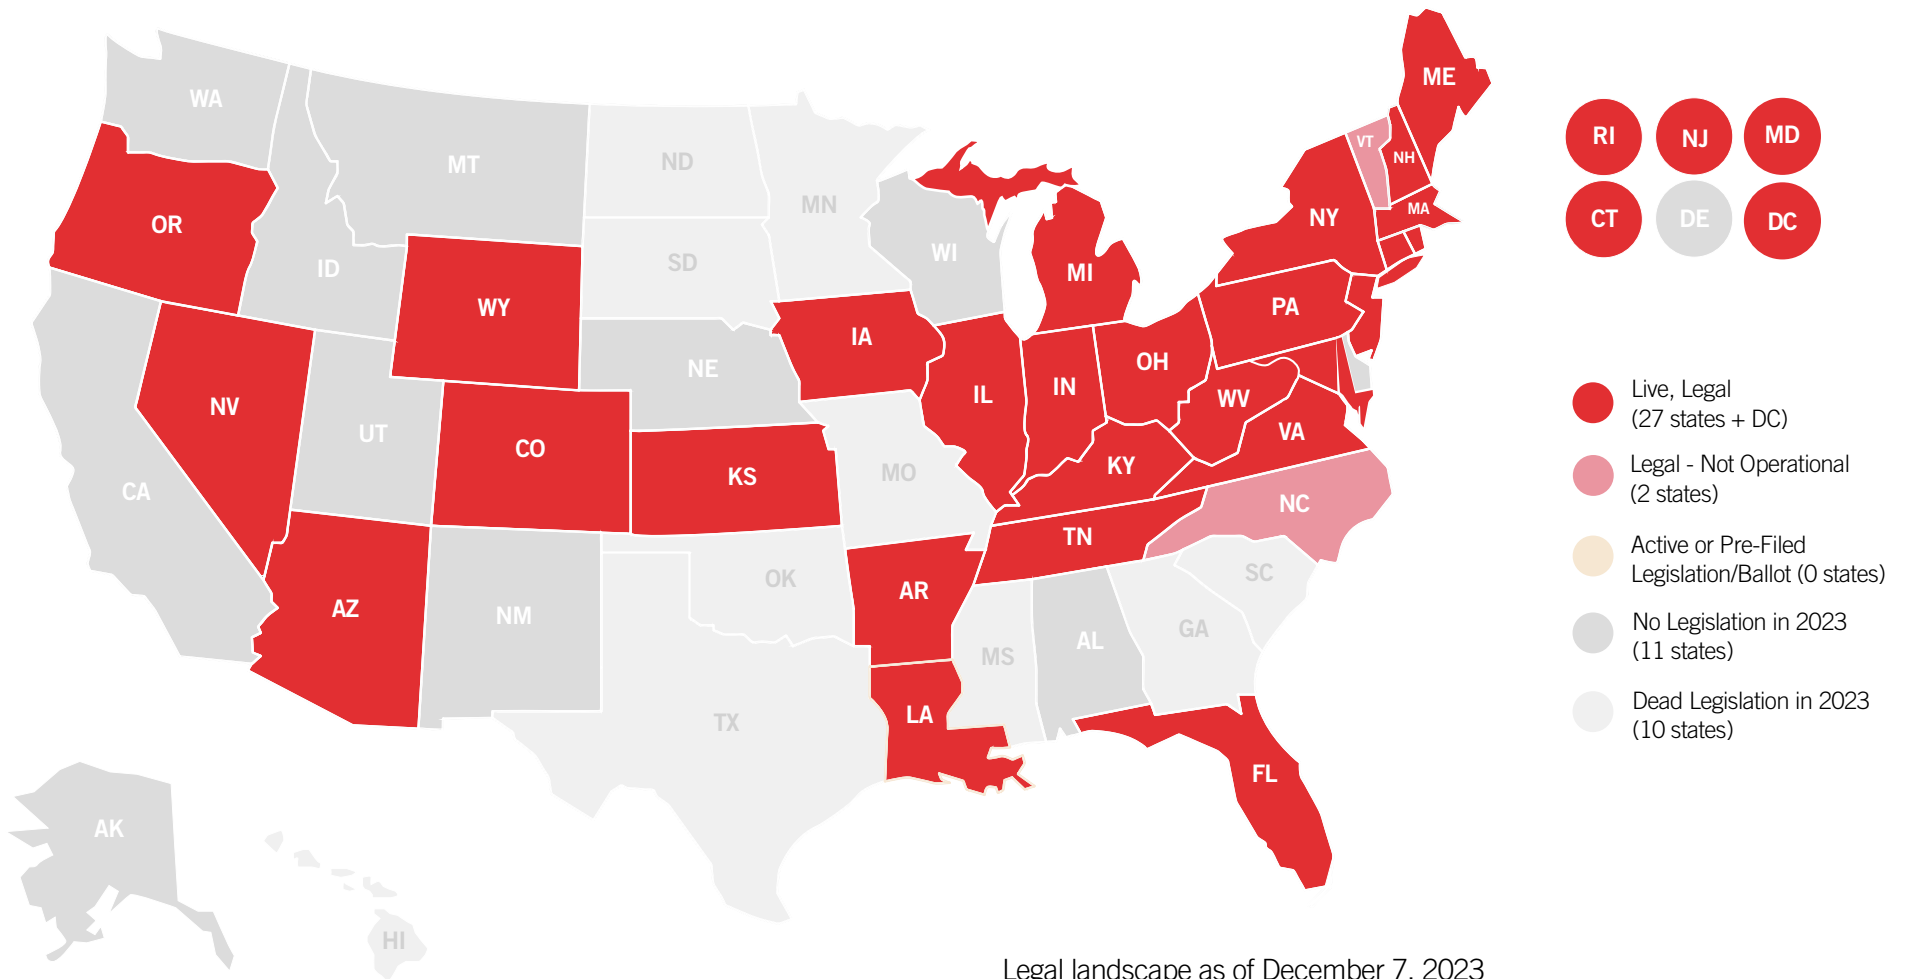 WA
OR
CA
NV
ID
MT
WY
UT
CO
AZ
NM
ND
SD
NE
KS
OK
TX
MN
IA
MO
AR
LA
WI
IL
MI
IN
OH
KY
TN
MS
AL
GA
FL
SC
NC
VA
WV
PA
NY
VT
NH
MA
ME
AK
HI
RI NJ MD
CT DE DC
Live, Legal
(27 states + DC)
Legal - Not Operational
(2 states)
Active or Pre-Filed
Legislation/Ballot (0 states)
No Legislation in 2023
(11 states)
Dead Legislation in 2023
(10 states)
Legal landscape as of December 7, 2023